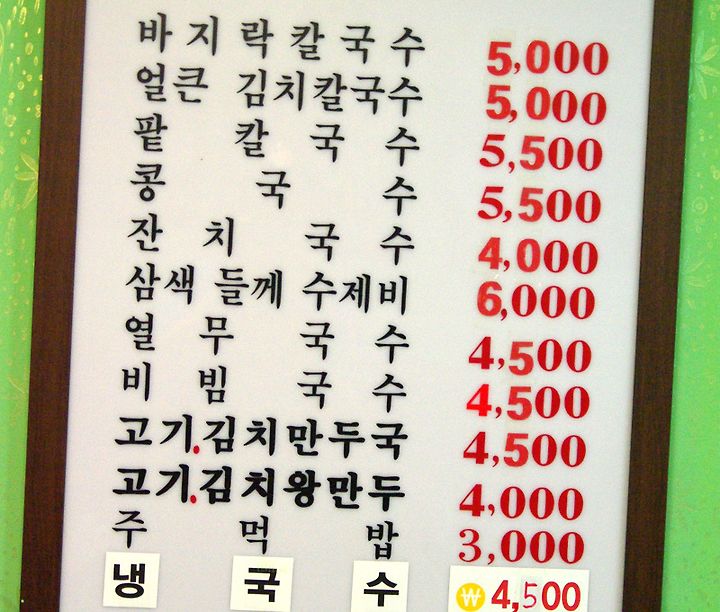 바지락칼국수 5,000
얼큰 김치칼국수 5,000
팥 칼 국 수 5,500
콩 국 수 5,500
잔 치 국 수 4,000
삼색 들께 수제비 6,000
열 무 국 수 4,500
비 빔 국 수 4,500
고기.김치만두국 4,500
고기.김치왕만두 4,000
주 먹 밥 3,000
냉 국 수 ₩4,500